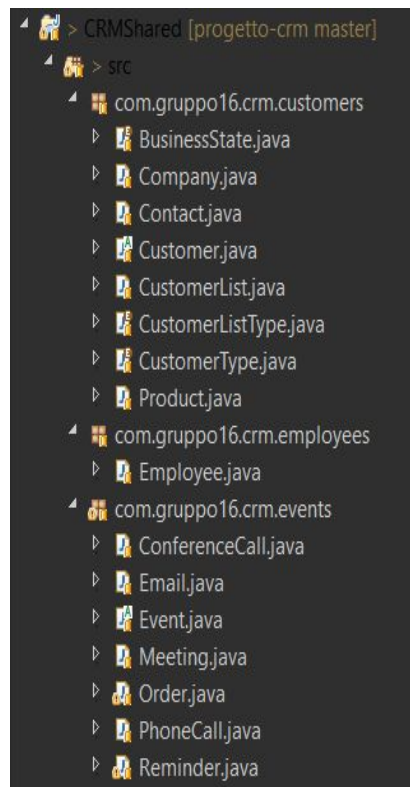 > CRMShared [progetto-crm master]
> src
com.gruppo16.crm.customers
BusinessState.java
Company.java
Contact.java
Customer.java
CustomerList.java
CustomerListType.java
CustomerType.java
Product.java
com.gruppo16.crm.employees
Employee.java
com.gruppo16.crm.events
ConferenceCall.java
Email.java
Event.java
Meeting.java
Order.java
PhoneCall.java
Reminder.java